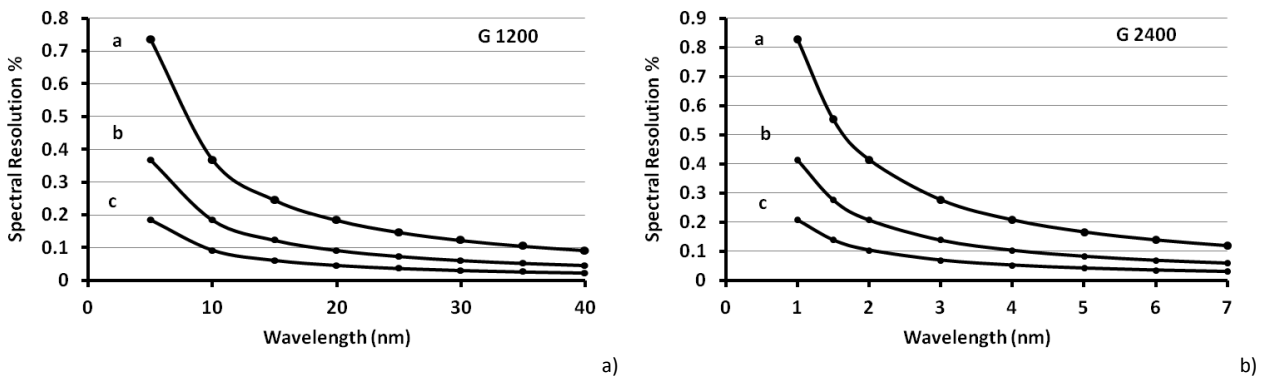 G 1200
Spectral Resolution %
0.8
0.7
0.6
0.5
0.4
0.3
0.2
0.1
0
a
b
c
0 10 20 30 40
Wavelength (nm)
a)
G 2400
Spectral Resolution %
0.9
0.8
0.7
0.6
0.5
0.4
0.3
0.2
0.1
0
a
b
c
0 1 2 3 4 5 6 7
Wavelength (nm)
b)